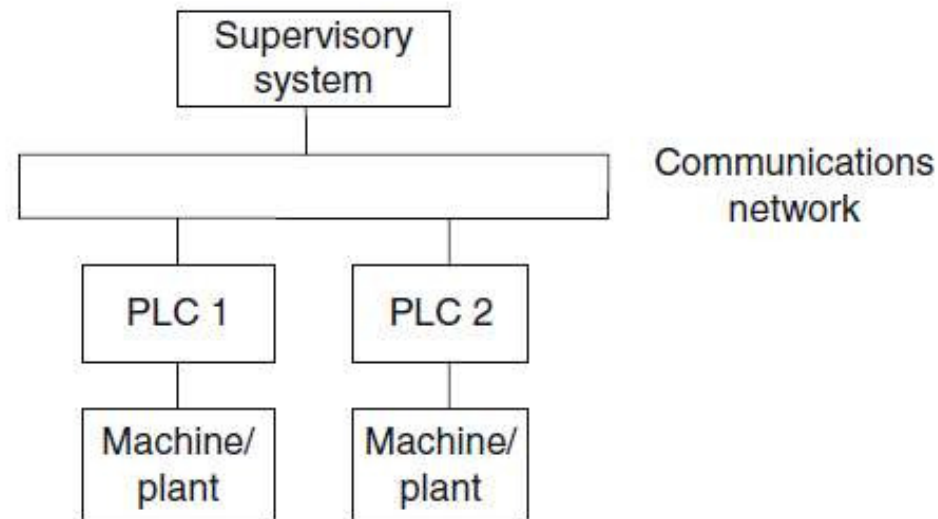 Supervisory
system
Communications
network
PLC 1
PLC 2
Machine/
plant
Machine/
plant